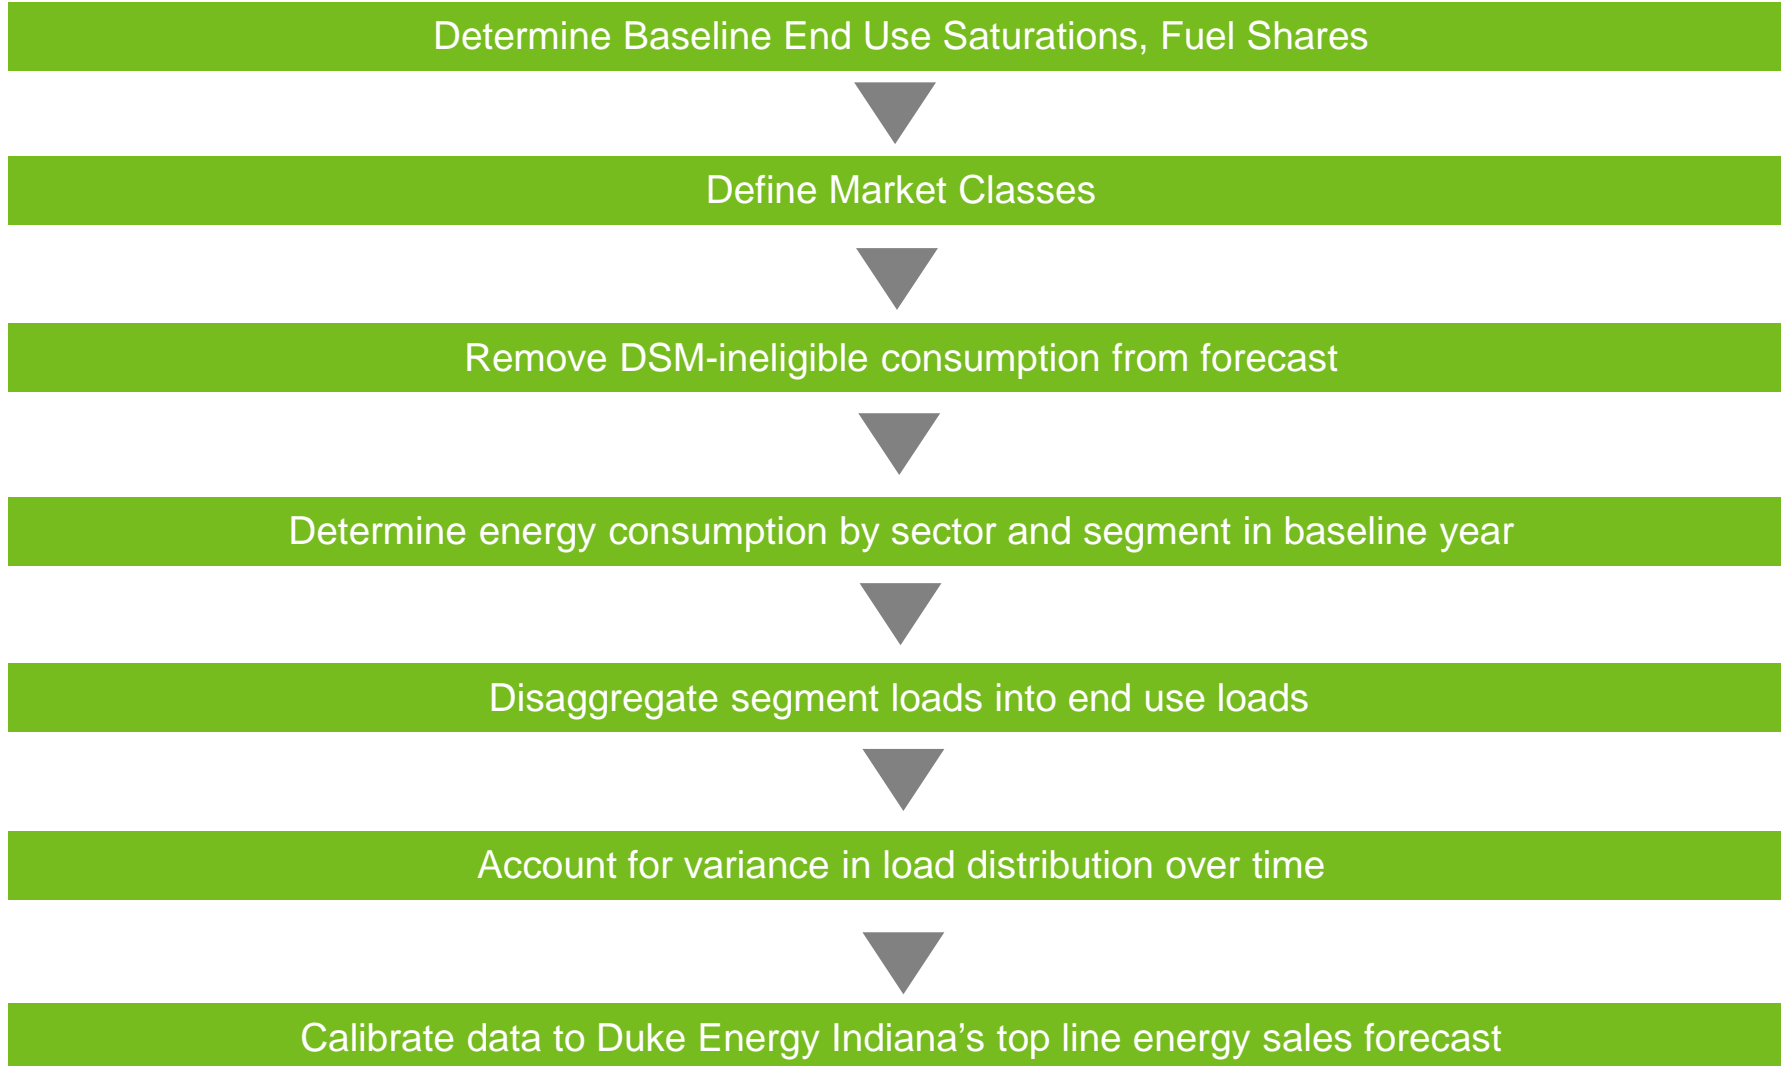 Determine Baseline End Use Saturations, Fuel Shares
Define Market Classes
Remove DSM-ineligible consumption from forecast
Determine energy consumption by sector and segment in baseline year
Disaggregate segment loads into end use loads
Account for variance in load distribution over time
Calibrate data to Duke Energy Indiana’s top line energy sales forecast